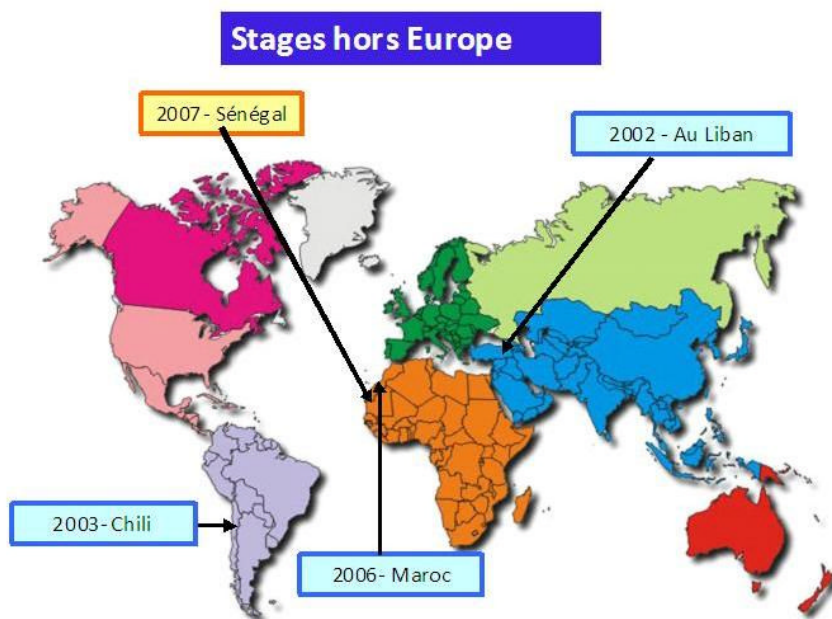 Stages hors Europe
2007- Sénégal
2002 - Au Liban
2003- Chili
2006- Maroc